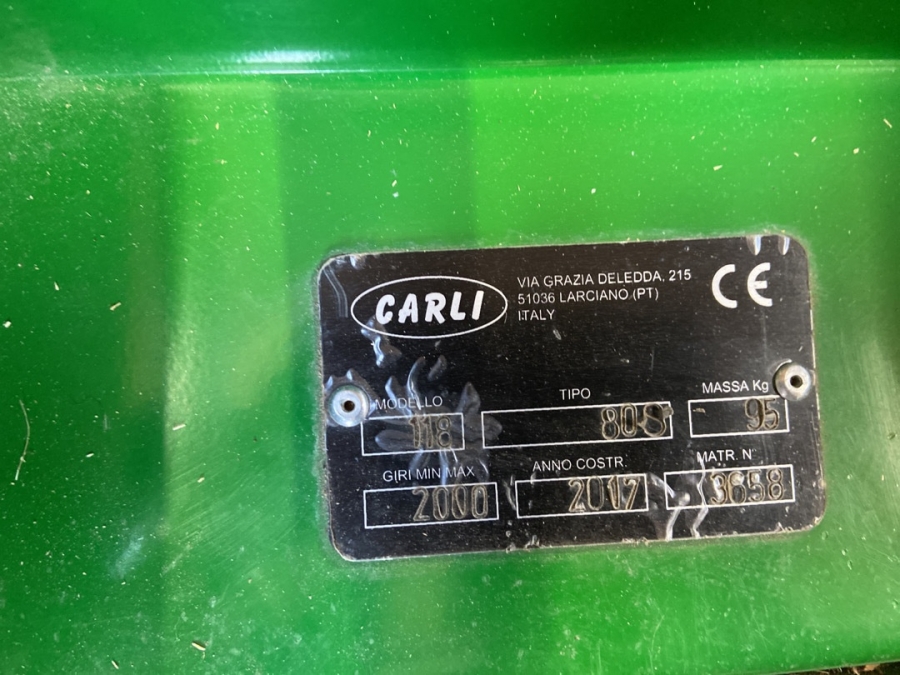 CARLI
VIA GRAZIA DELEDDA, 215
51036 LARCIANO (PT)
ITALY
CE
MODELLO TIPO MASSA Kg
118 80S 95
GIRI MIN MAX ANNO COSTR. MATR. N°
2000 2017 3658